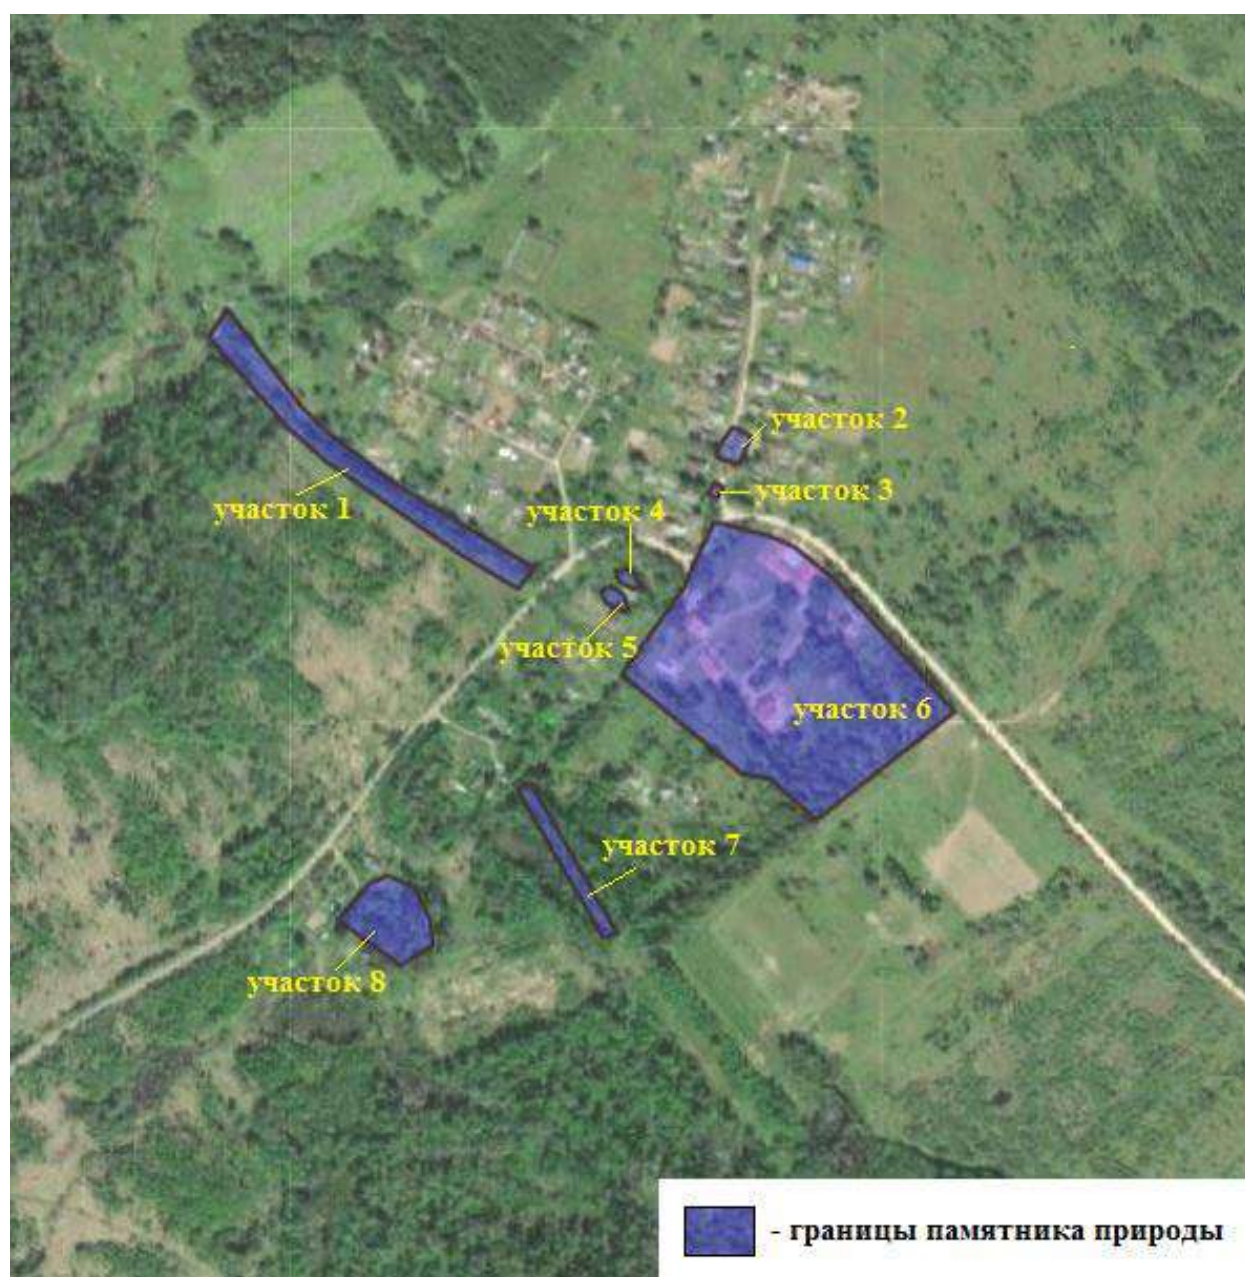 участок 2
участок 3
участок 1
участок 4
участок 5
участок 6
участок 7
участок 8
- границы памятника природы